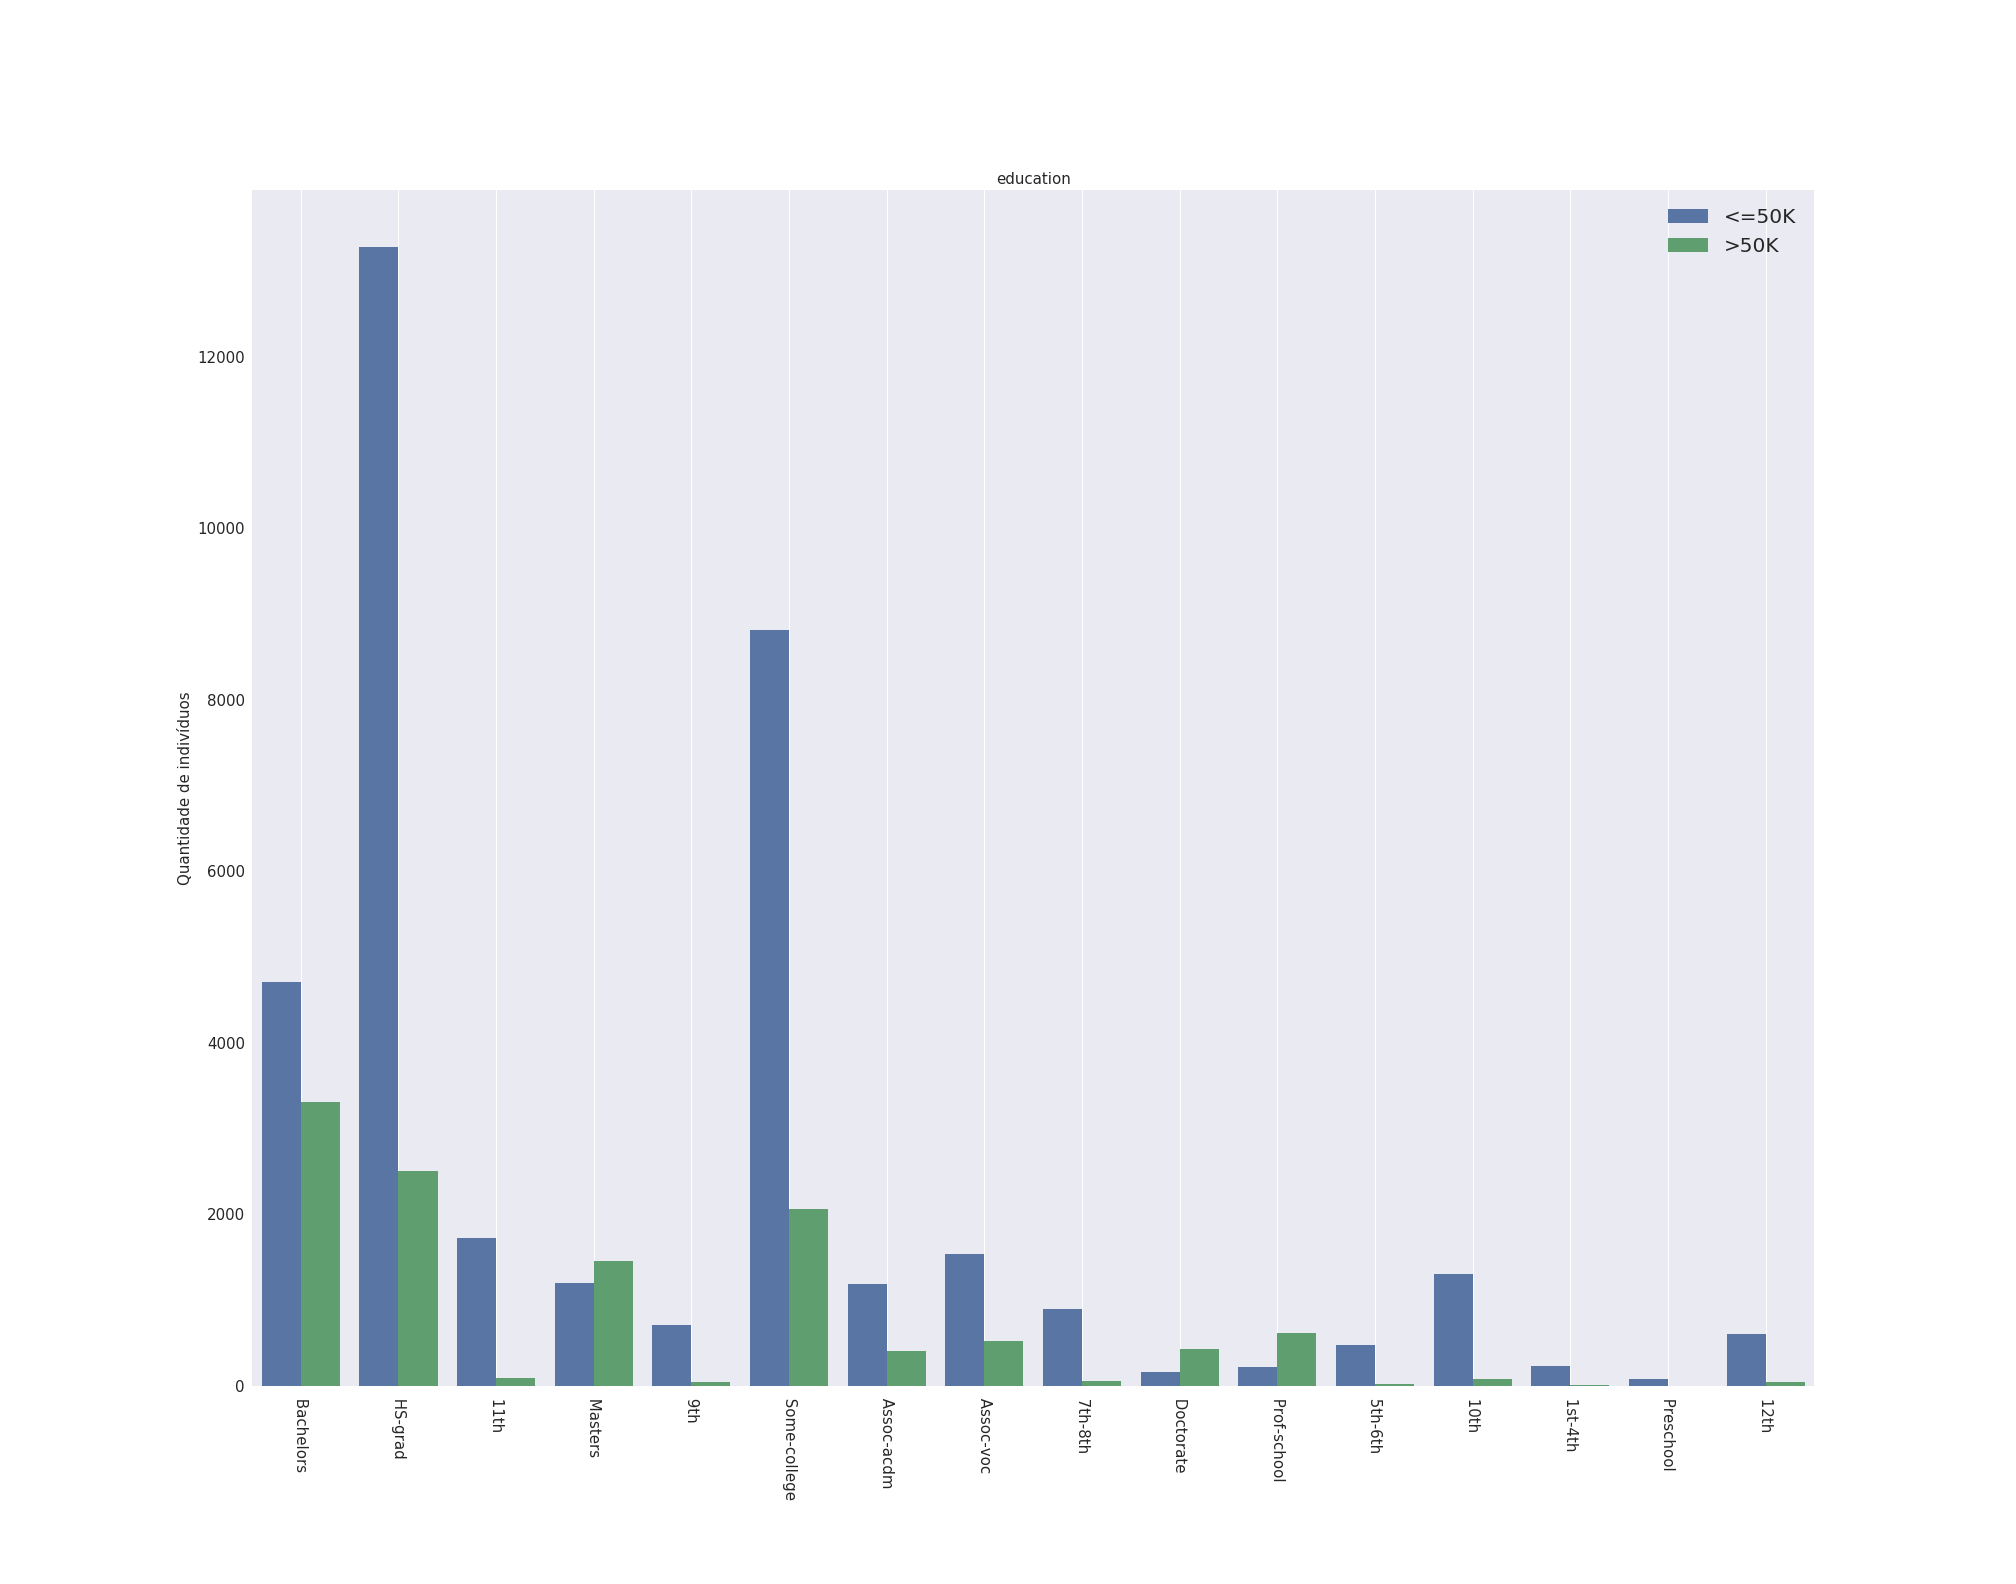 education
<=50K
>50K
12000
10000
8000
6000
4000
2000
0
Quantidade de indivíduos
Bachelors
HS-grad
11th
Masters
9th
Some-college
Assoc-acdm
Assoc-voc
7th-8th
Doctorate
Prof-school
5th-6th
10th
1st-4th
Preschool
12th